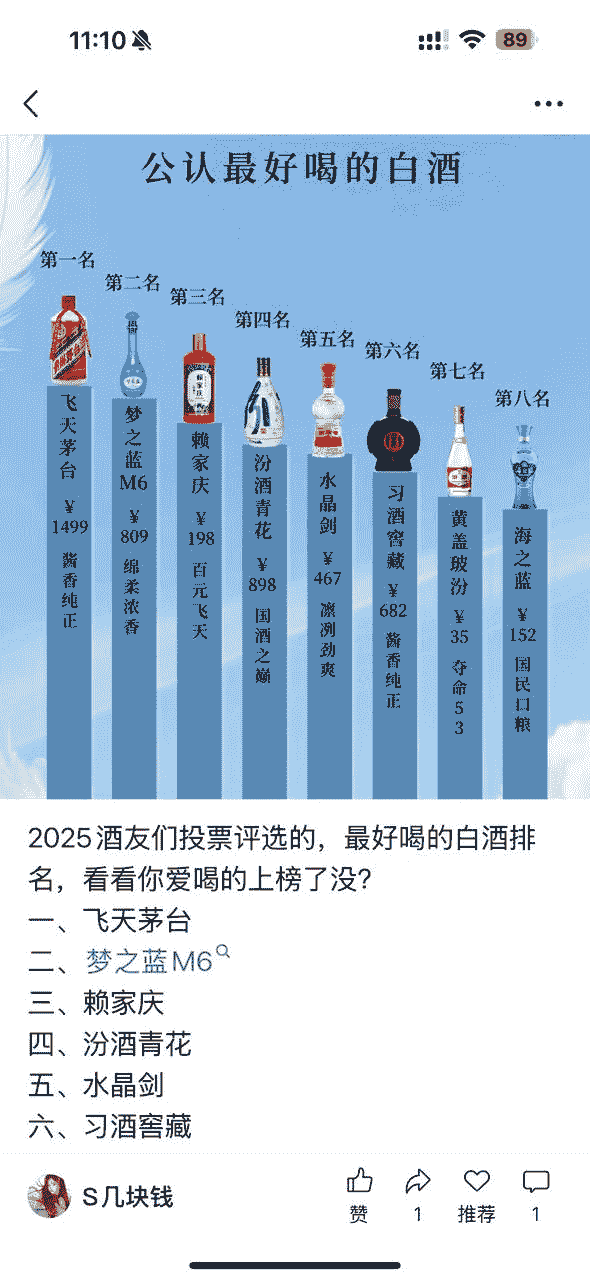 11:10
89
公认最好喝的白酒
第一名
第二名
第三名
第四名
第五名
第六名
第七名
第八名
飞天茅台 ¥1499 酱香纯正
梦之蓝M6 ¥809 绵柔浓香
赖家庆 ¥198 百元飞天
汾酒青花 ¥898 国酒之巅
水晶剑 ¥467 凛冽劲爽
习酒窖藏 ¥682 酱香纯正
黄盖玻汾 ¥35 夺命53
海之蓝 ¥152 国民口粮
赖家庆
2025酒友们投票评选的，最好喝的白酒排
名，看看你爱喝的上榜了没？
一、飞天茅台
二、梦之蓝M6
三、赖家庆
四、汾酒青花
五、水晶剑
六、习酒窖藏
S几块钱
赞
1
推荐
1